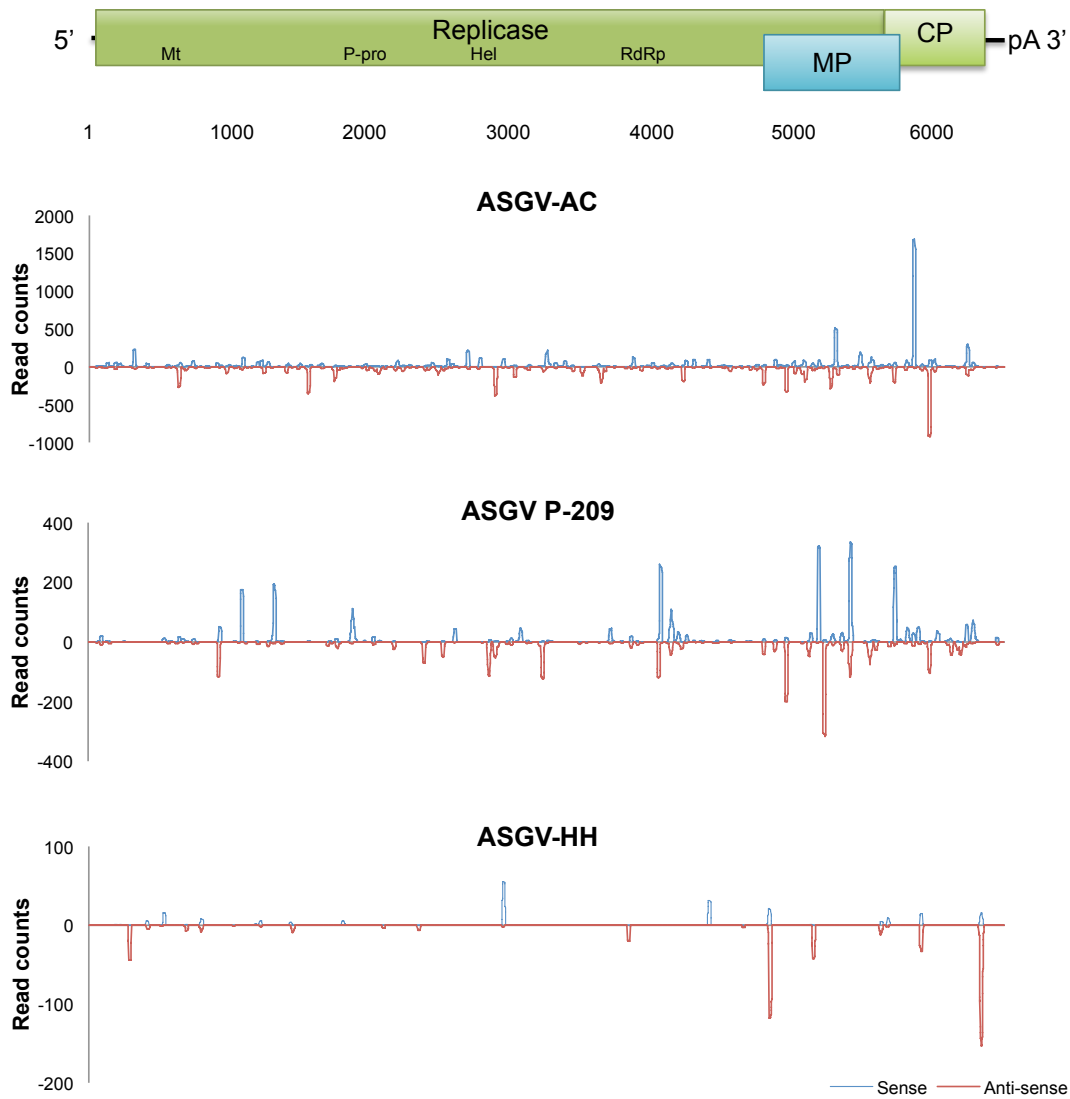 Replicase
CP
5’
pA 3’
Mt P-pro Hel RdRp
MP
1 1000 2000 3000 4000 5000 6000
ASGV-AC
Read counts
2000
1500
1000
500
0
-500
-1000
ASGV P-209
Read counts
400
200
0
-200
-400
ASGV-HH
Read counts
100
0
-100
-200
Sense Anti-sense